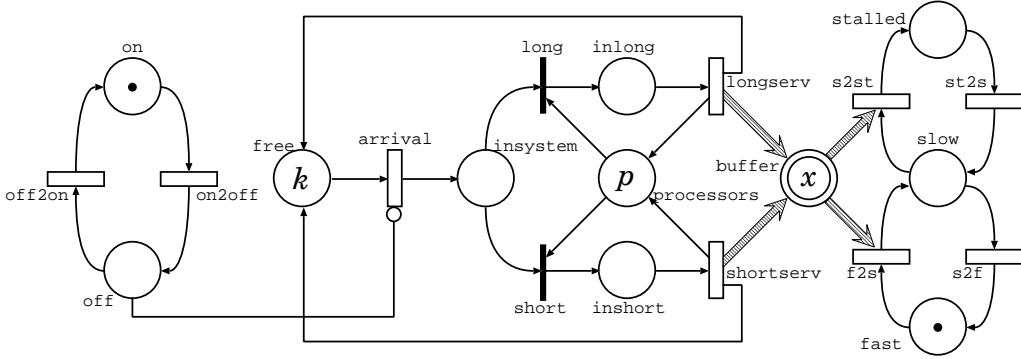 on
off2on
on2off
off
free
k
arrival
insystem
long
inlong
longserv
p
processors
short
inshort
shortserv
buffer
x
stalled
s2st
st2s
slow
f2s
s2f
fast